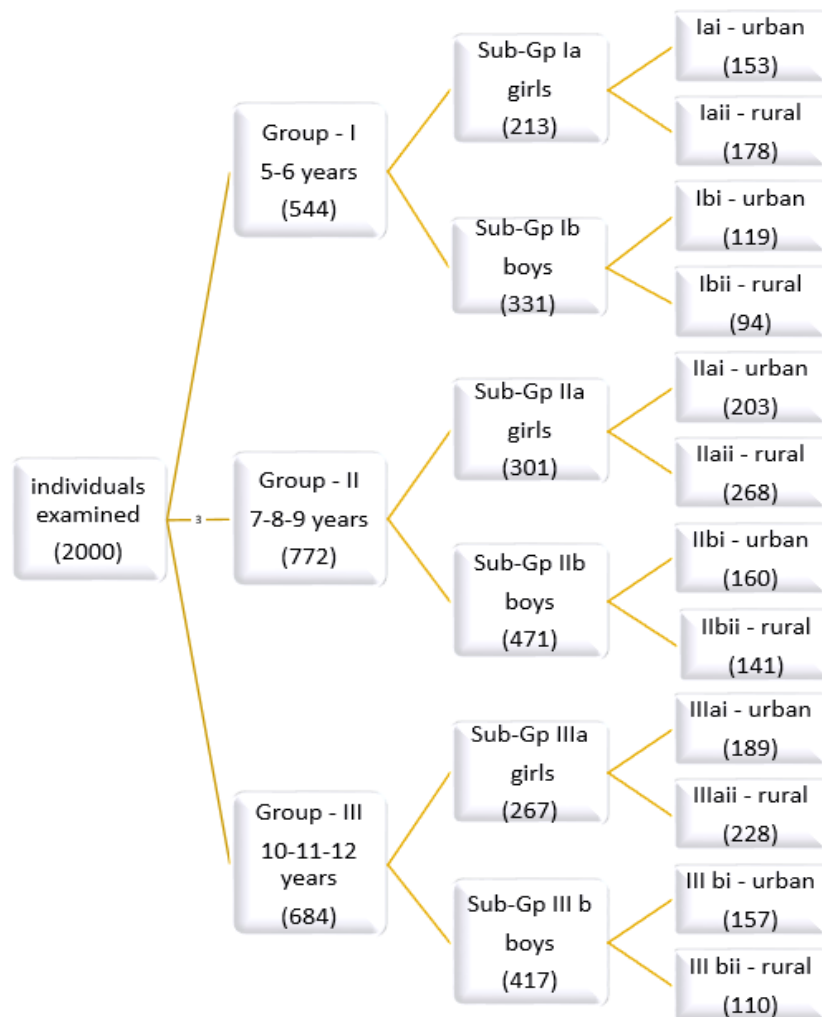 individuals
examined
(2000)
3
Group - I
5-6 years
(544)
Group - II
7-8-9 years
(772)
Group - III
10-11-12
years
(684)
Sub-Gp Ia
girls
(213)
Sub-Gp Ib
boys
(331)
Sub-Gp IIa
girls
(301)
Sub-Gp IIb
boys
(471)
Sub-Gp IIIa
girls
(267)
Sub-Gp III b
boys
(417)
Iai - urban
(153)
Iaii - rural
(178)
Ibi - urban
(119)
Ibii - rural
(94)
IIai - urban
(203)
IIaii - rural
(268)
IIbi - urban
(160)
IIbii - rural
(141)
IIIai - urban
(189)
IIIaii - rural
(228)
III bi - urban
(157)
III bii - rural
(110)